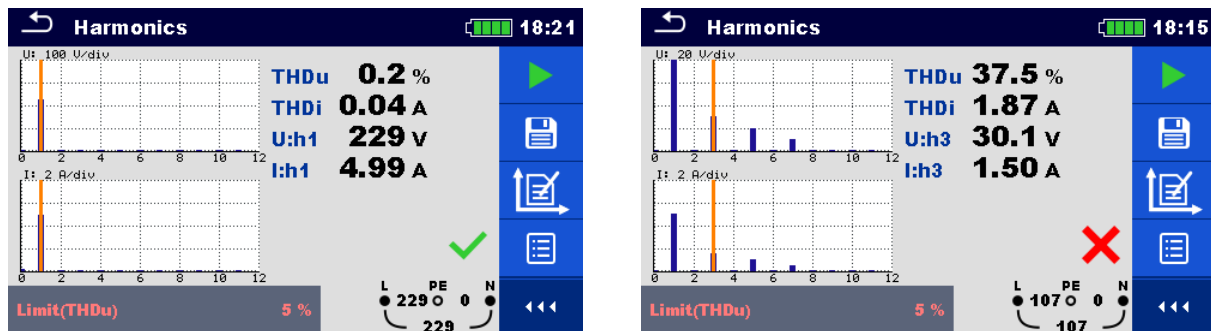 Harmonics 18:21
U: 100 V/div
THDu 0.2 %
THDi 0.04 A
U:h1 229 V
0 2 4 6 8 10 12
I:h1 4.99 A
I: 2 A/div
0 2 4 6 8 10 12
L PE N
229 0
Limit(THDu) 5 %
229
Harmonics 18:15
U: 20 V/div
THDu 37.5 %
THDi 1.87 A
U:h3 30.1 V
0 2 4 6 8 10 12
I:h3 1.50 A
I: 2 A/div
0 2 4 6 8 10 12
L PE N
107 0
Limit(THDu) 5 %
107